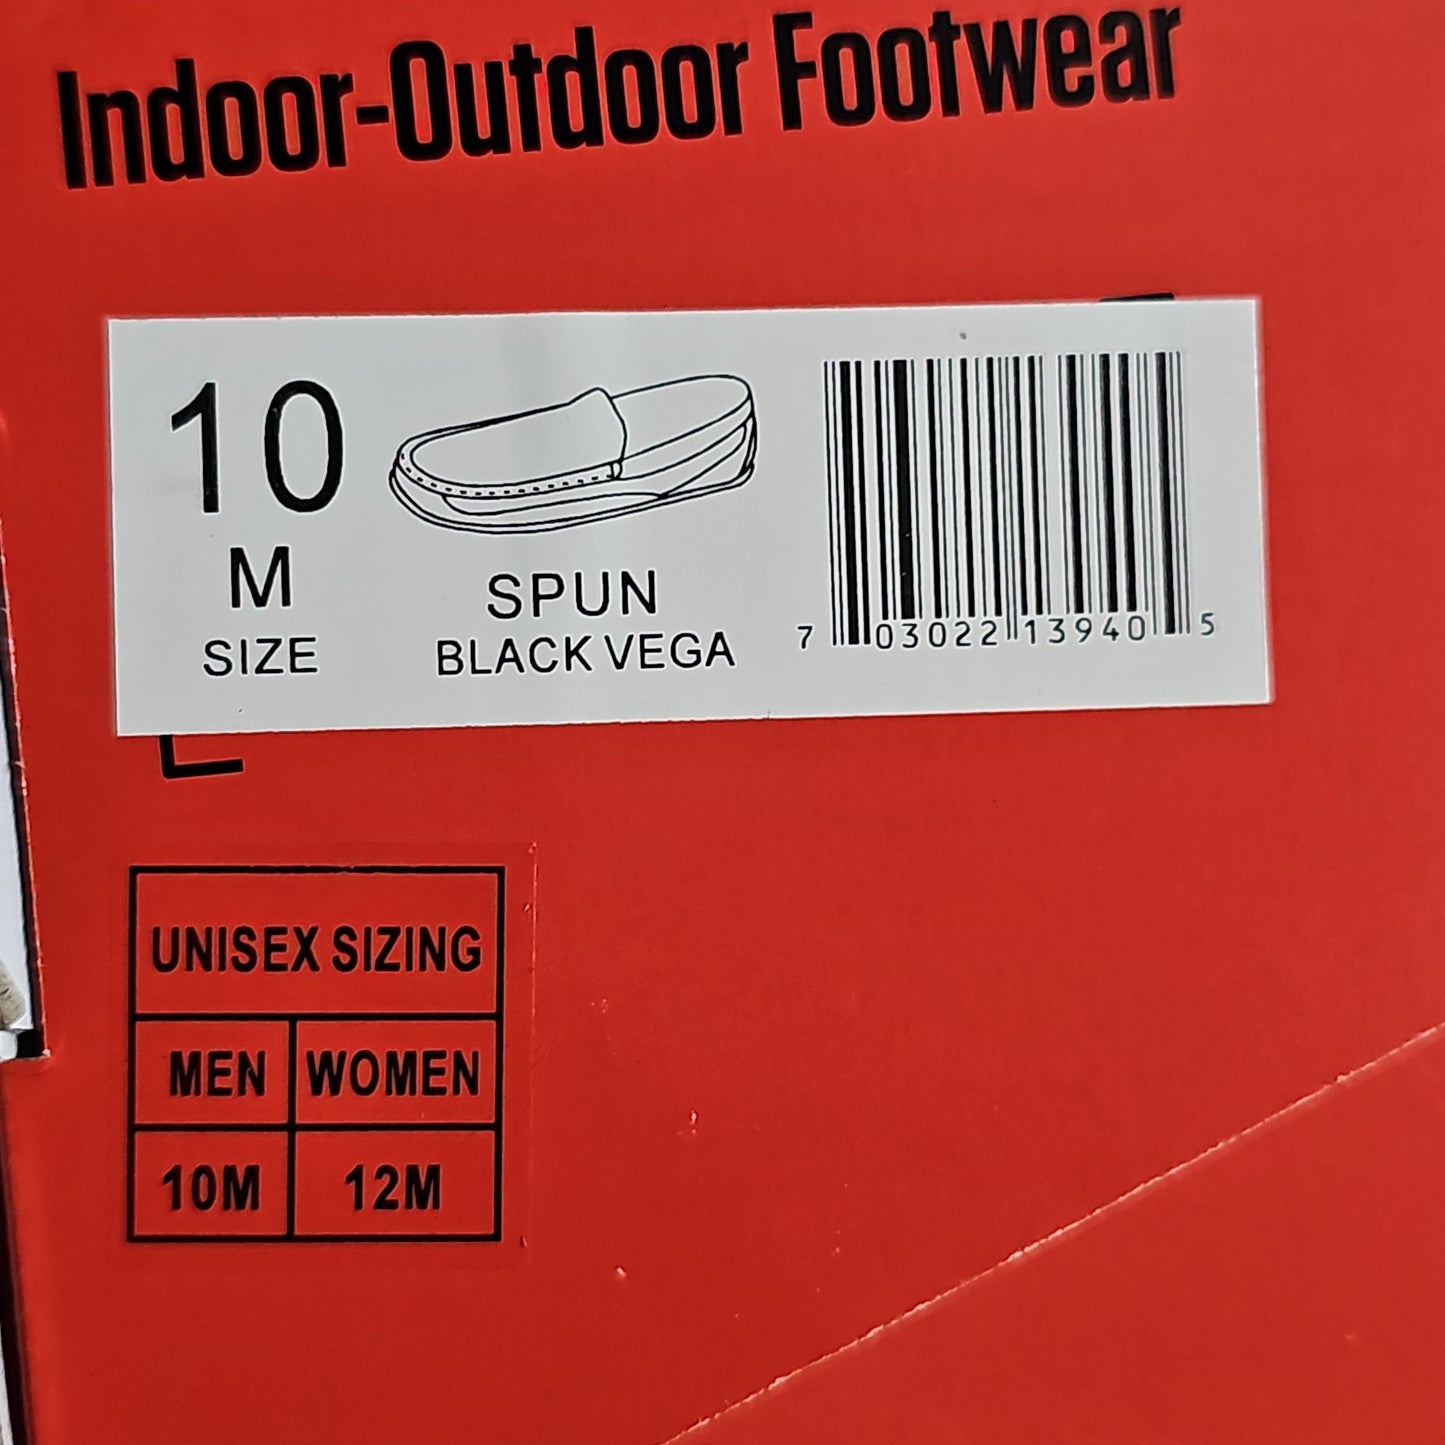 Indoor-Outdoor Footwear
10
M
SIZE
SPUN
BLACK VEGA
7 03022 13940 5
UNISEX SIZING
MEN WOMEN
10M 12M